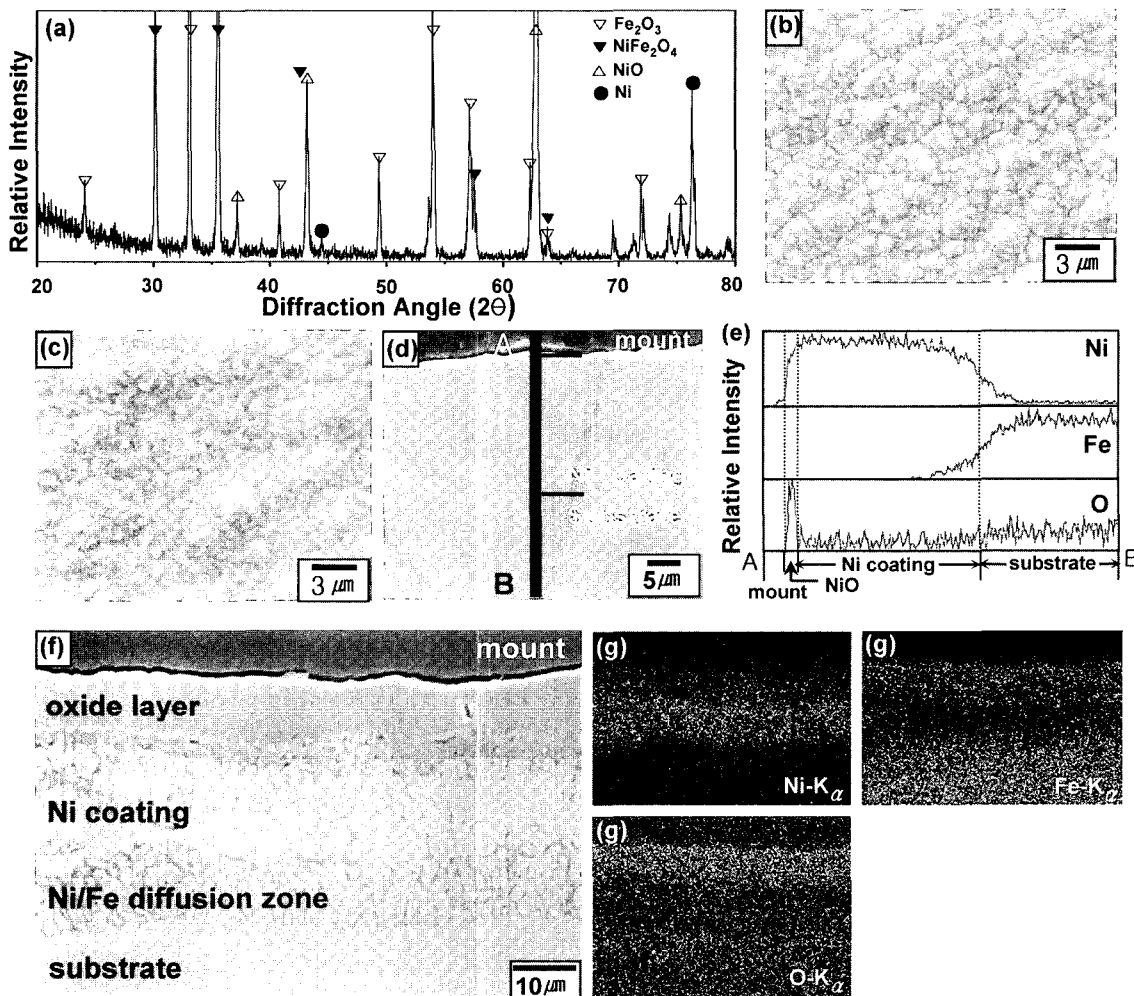 (a)
Relative Intensity
▽ Fe₂O₃
▼ NiFe₂O₄
△ NiO
● Ni
20 30 40 50 60 70 80
Diffraction Angle (2Θ)
(b)
3 μm
(c)
3 μm
(d)
A
mount
B
5 μm
(e)
Relative Intensity
Ni
Fe
O
A
Ni coating
substrate
mount
NiO
(f)
mount
oxide layer
Ni coating
Ni/Fe diffusion zone
substrate
10 μm
(g)
Ni-Kα
(g)
Fe-Kα
(g)
O-Kα